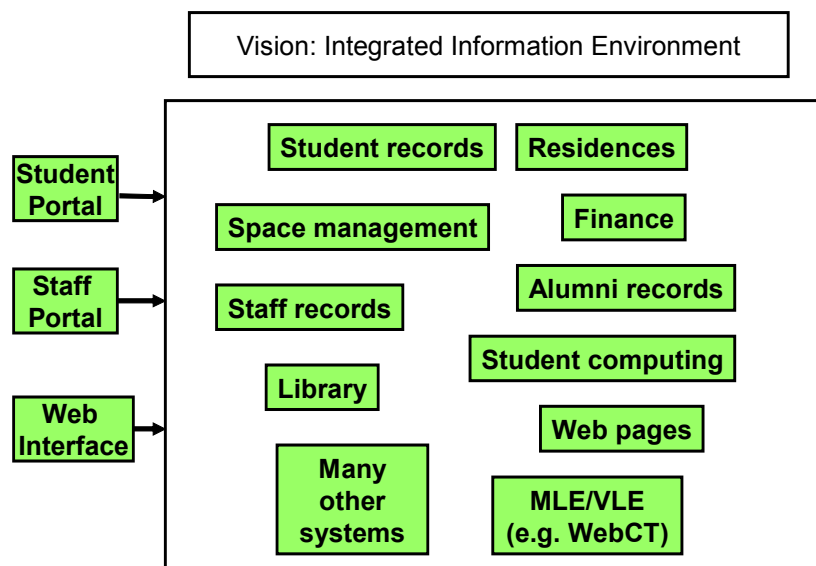 Vision: Integrated Information Environment
Student records
Residences
Student
Portal
Space management
Finance
Staff
Portal
Staff records
Alumni records
Student computing
Library
Web
Interface
Web pages
Many
other
systems
MLE/VLE
(e.g. WebCT)